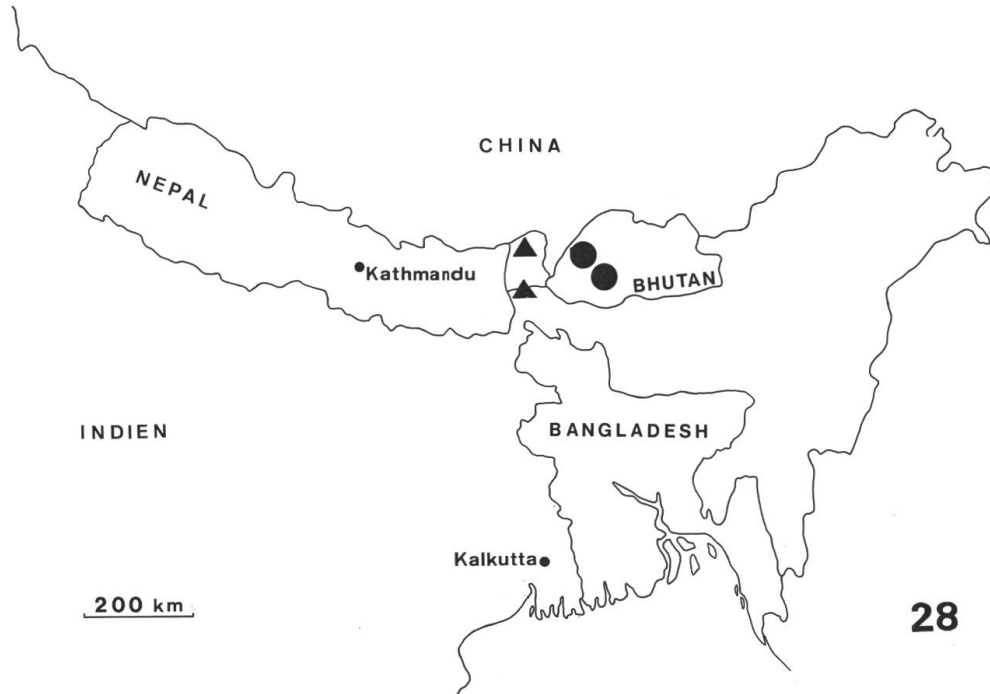 CHINA
NEPAL
Kathmandu
BHUTAN
INDIEN
BANGLADESH
Kalkutta
200 km
28